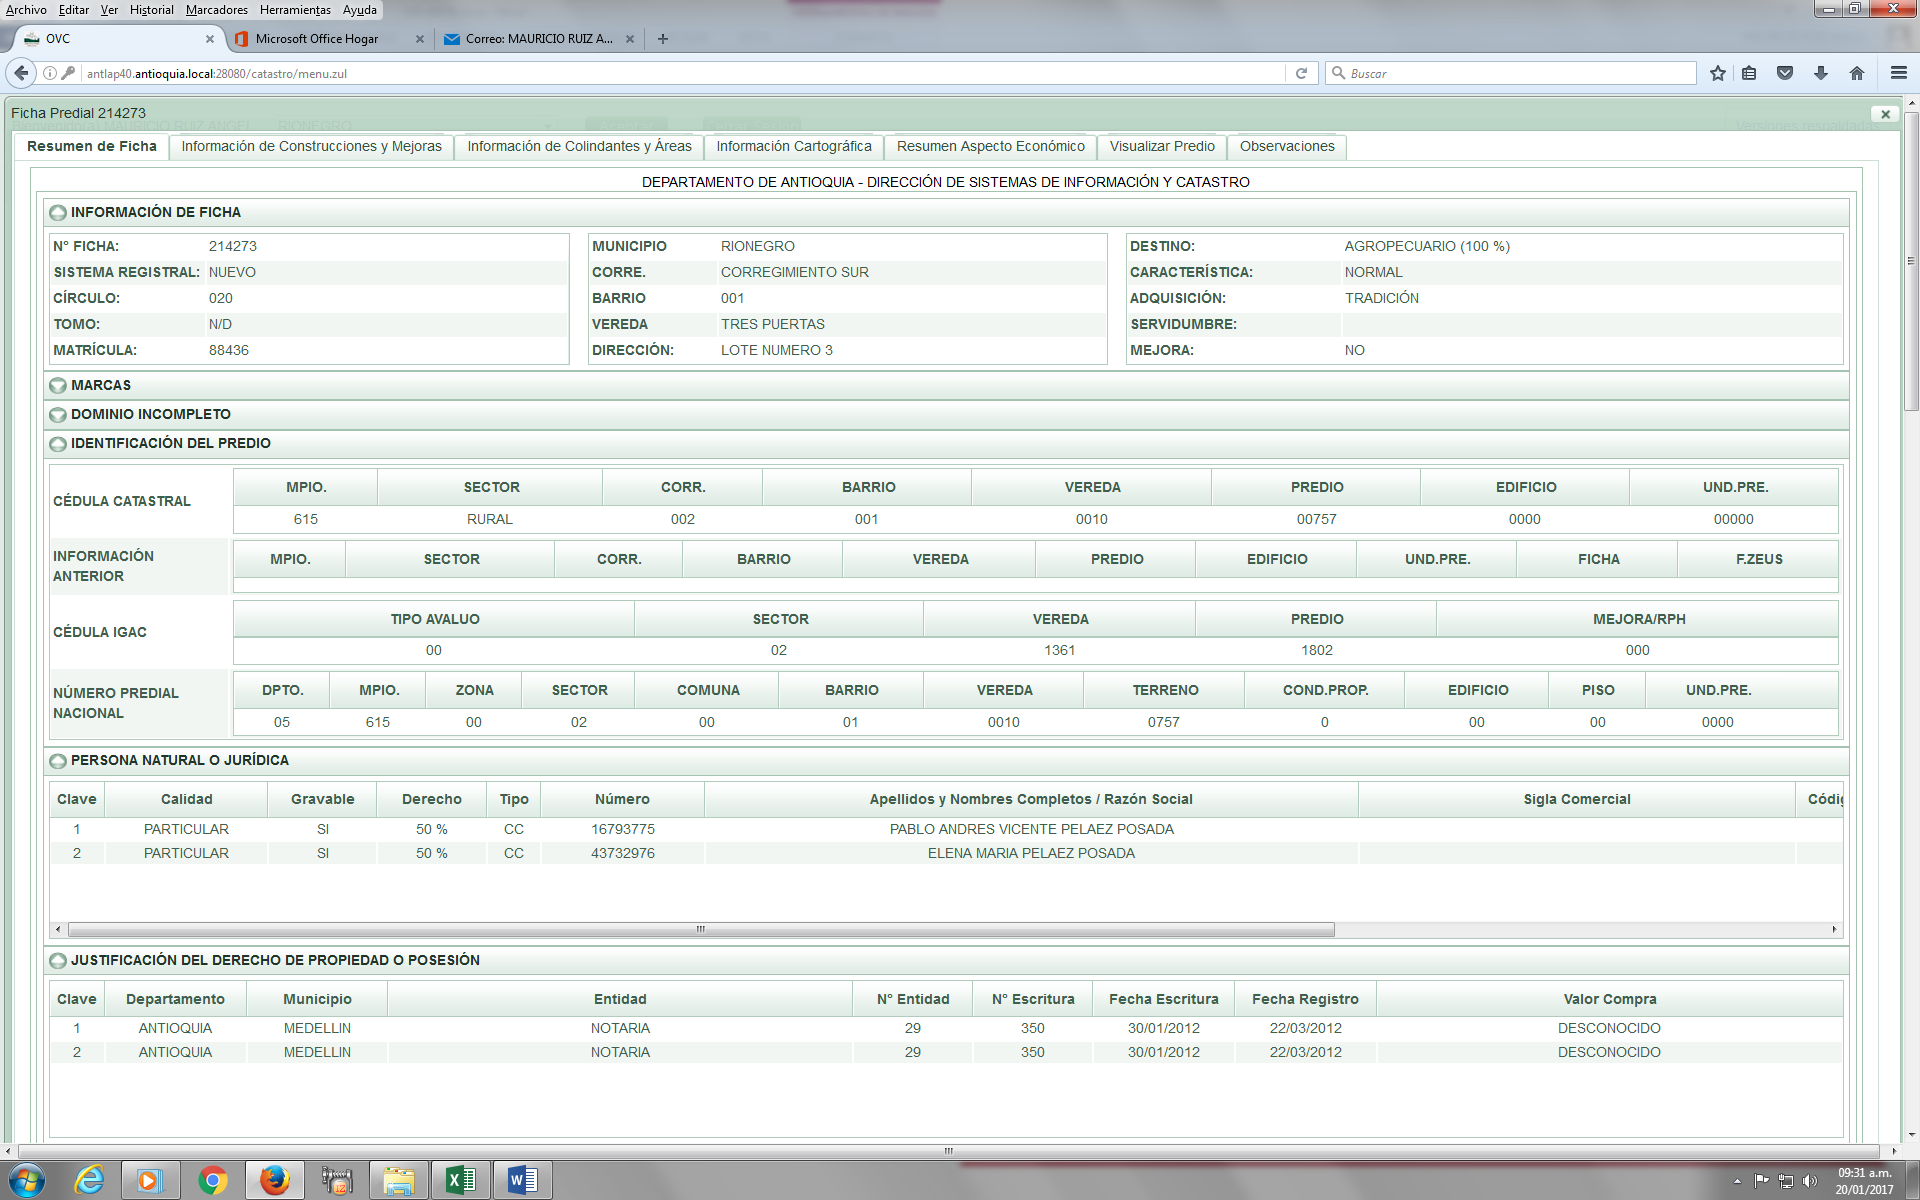 Archivo Editar Ver Historial Marcadores Herramientas Ayuda
OVC Microsoft Office Hogar Correo: MAURICIO RUIZ A...
antlap40.antioquia.local:28080/catastro/menu.zul Buscar
Ficha Predial 214273
Resumen de Ficha Información de Construcciones y Mejoras Información de Colindantes y Áreas Información Cartográfica Resumen Aspecto Económico Visualizar Predio Observaciones
DEPARTAMENTO DE ANTIOQUIA - DIRECCIÓN DE SISTEMAS DE INFORMACIÓN Y CATASTRO
INFORMACIÓN DE FICHA
N° FICHA: 214273 MUNICIPIO RIONEGRO DESTINO: AGROPECUARIO (100 %)
SISTEMA REGISTRAL: NUEVO CORRE. CORREGIMIENTO SUR CARACTERÍSTICA: NORMAL
CÍRCULO: 020 BARRIO 001 ADQUISICIÓN: TRADICIÓN
TOMO: N/D VEREDA TRES PUERTAS SERVIDUMBRE:
MATRÍCULA: 88436 DIRECCIÓN: LOTE NUMERO 3 MEJORA: NO
MARCAS
DOMINIO INCOMPLETO
IDENTIFICACIÓN DEL PREDIO
CÉDULA CATASTRAL
MPIO. SECTOR CORR. BARRIO VEREDA PREDIO EDIFICIO UND.PRE.
615 RURAL 002 001 0010 00757 0000 00000
INFORMACIÓN ANTERIOR
MPIO. SECTOR CORR. BARRIO VEREDA PREDIO EDIFICIO UND.PRE. FICHA F.ZEUS
CÉDULA IGAC
TIPO AVALUO SECTOR VEREDA PREDIO MEJORA/RPH
00 02 1361 1802 000
NÚMERO PREDIAL NACIONAL
DPTO. MPIO. ZONA SECTOR COMUNA BARRIO VEREDA TERRENO COND.PROP. EDIFICIO PISO UND.PRE.
05 615 00 02 00 01 0010 0757 0 00 00 0000
PERSONA NATURAL O JURÍDICA
Clave Calidad Gravable Derecho Tipo Número Apellidos y Nombres Completos / Razón Social Sigla Comercial Códig
1 PARTICULAR SI 50 % CC 16793775 PABLO ANDRES VICENTE PELAEZ POSADA
2 PARTICULAR SI 50 % CC 43732976 ELENA MARIA PELAEZ POSADA
JUSTIFICACIÓN DEL DERECHO DE PROPIEDAD O POSESIÓN
Clave Departamento Municipio Entidad N° Entidad N° Escritura Fecha Escritura Fecha Registro Valor Compra
1 ANTIOQUIA MEDELLIN NOTARIA 29 350 30/01/2012 22/03/2012 DESCONOCIDO
2 ANTIOQUIA MEDELLIN NOTARIA 29 350 30/01/2012 22/03/2012 DESCONOCIDO
09:31 a.m.
20/01/2017